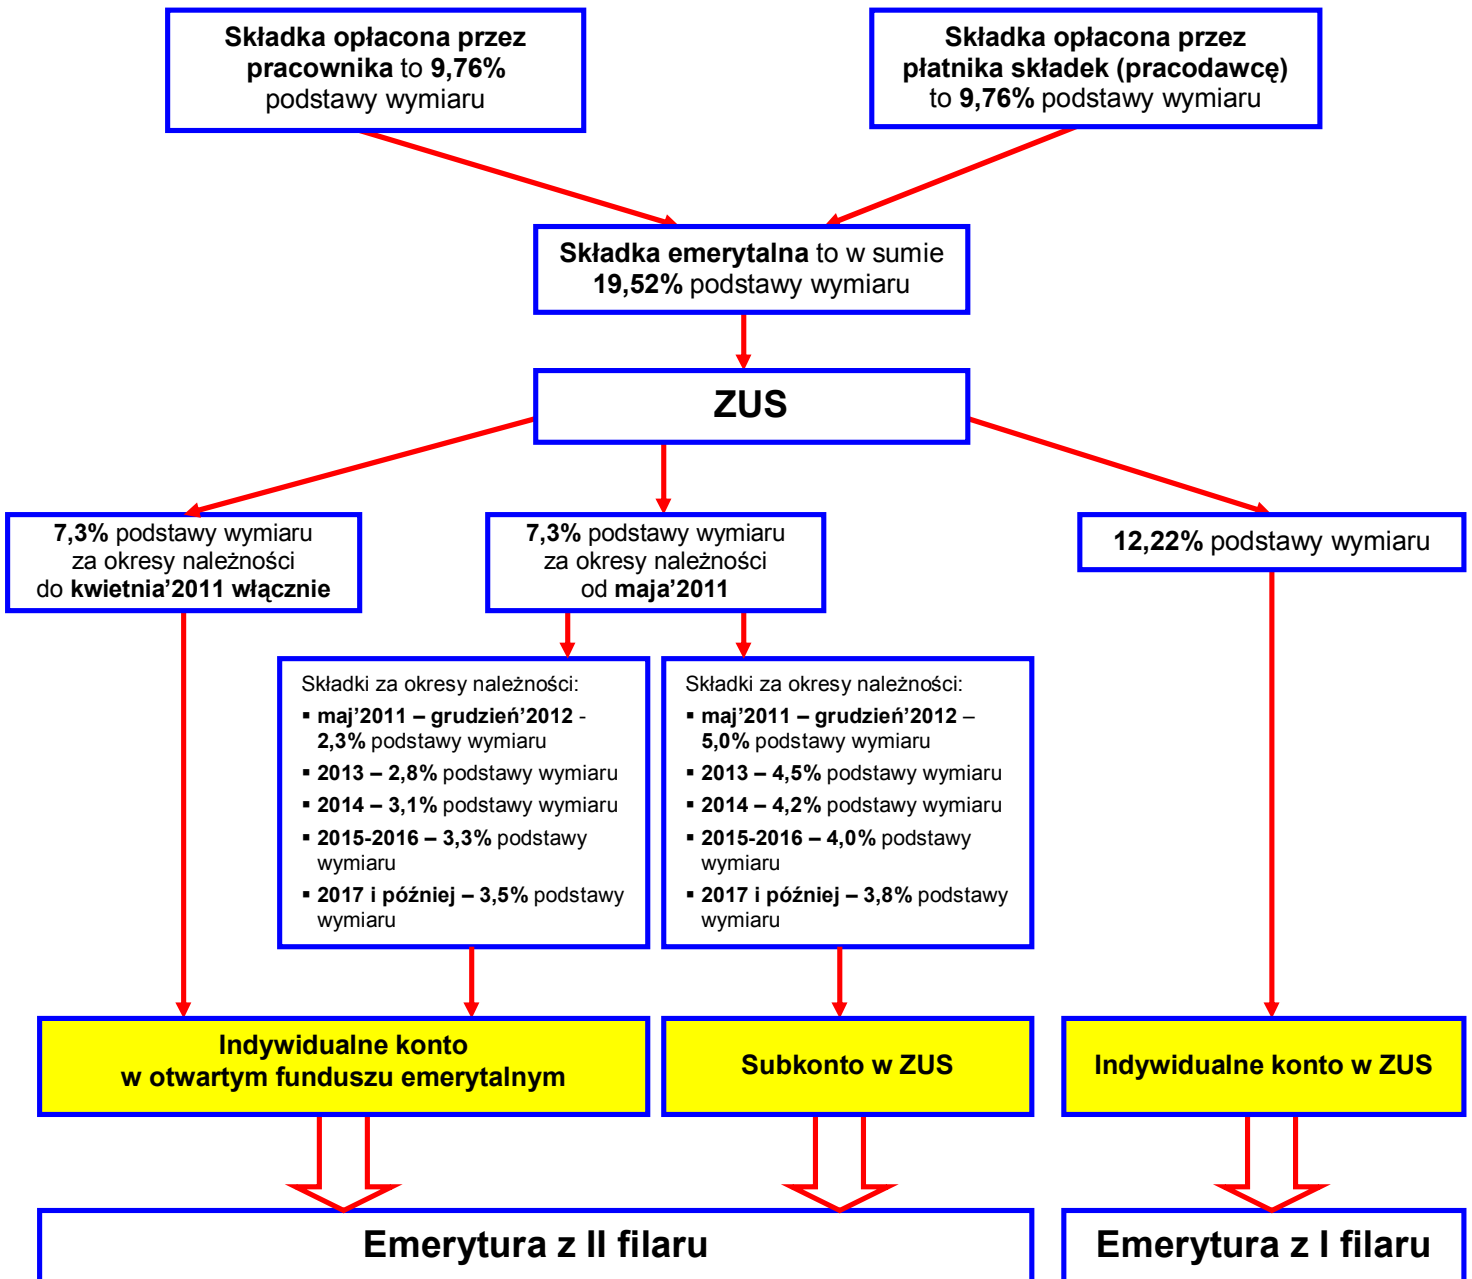 Składka opłacona przez
pracownika to 9,76%
podstawy wymiaru
Składka opłacona przez
płatnika składek (pracodawcę)
to 9,76% podstawy wymiaru
Składka emerytalna to w sumie
19,52% podstawy wymiaru
ZUS
7,3% podstawy wymiaru
za okresy należności
do kwietnia’2011 włącznie
7,3% podstawy wymiaru
za okresy należności
od maja’2011
12,22% podstawy wymiaru
Składki za okresy należności:
▪ maj’2011 – grudzień’2012 -
2,3% podstawy wymiaru
▪ 2013 – 2,8% podstawy wymiaru
▪ 2014 – 3,1% podstawy wymiaru
▪ 2015-2016 – 3,3% podstawy
wymiaru
▪ 2017 i później – 3,5% podstawy
wymiaru
Składki za okresy należności:
▪ maj’2011 – grudzień’2012 –
5,0% podstawy wymiaru
▪ 2013 – 4,5% podstawy wymiaru
▪ 2014 – 4,2% podstawy wymiaru
▪ 2015-2016 – 4,0% podstawy
wymiaru
▪ 2017 i później – 3,8% podstawy
wymiaru
Indywidualne konto
w otwartym funduszu emerytalnym
Subkonto w ZUS
Indywidualne konto w ZUS
Emerytura z II filaru
Emerytura z I filaru